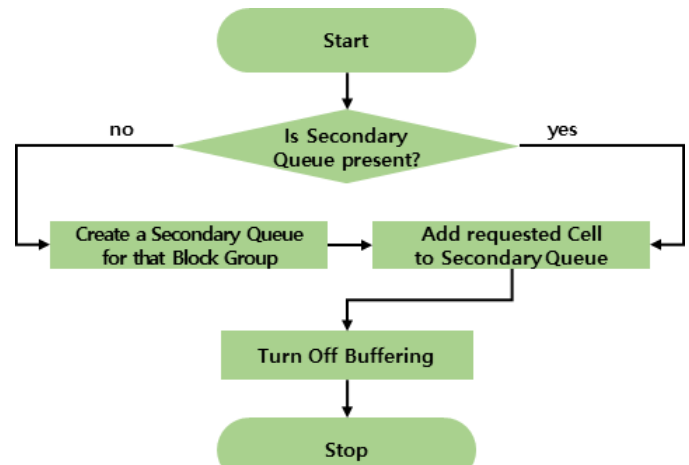 Start
no
yes
Is Secondary
Queue present?
Create a Secondary Queue
for that Block Group
Add requested Cell
to Secondary Queue
Turn Off Buffering
Stop